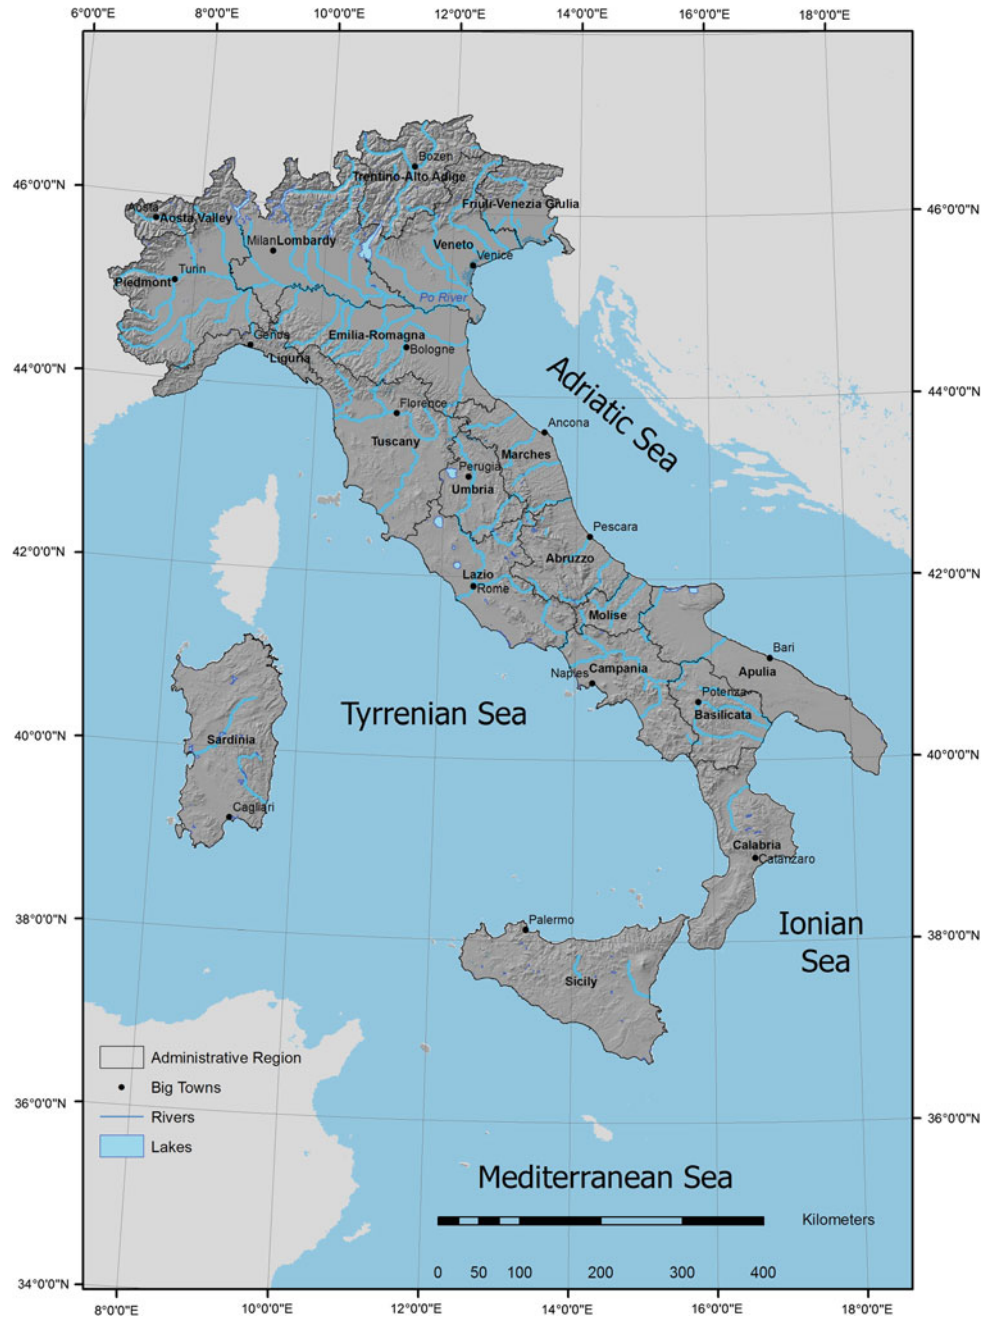 6°0'0"E 8°0'0"E 10°0'0"E 12°0'0"E 14°0'0"E 16°0'0"E 18°0'0"E
Bozen
Trentino-Alto Adige
46°0'0"N
Friuli-Venezia Giulia
46°0'0"N
Aosta
Aosta Valley
Milan Lombardy
Veneto
Venice
Turin
Piedmont
Po River
Genoa
Emilia-Romagna
Bologne
Liguria
44°0'0"N
44°0'0"N
Adriatic Sea
Florence
Ancona
Tuscany
Marches
Perugia
Umbria
Pescara
42°0'0"N
Abruzzo
42°0'0"N
Lazio
Rome
Molise
Bari
Campania
Apulia
Naples
Potenza
Basilicata
Tyrrenian Sea
40°0'0"N
Sardinia
40°0'0"N
Cagliari
Calabria
Catanzaro
38°0'0"N
Palermo
Ionian
Sea
38°0'0"N
Sicily
Administrative Region
Big Towns
36°0'0"N
Rivers
36°0'0"N
Lakes
Mediterranean Sea
Kilometers
0 50 100 200 300 400
34°0'0"N
8°0'0"E 10°0'0"E 12°0'0"E 14°0'0"E 16°0'0"E 18°0'0"E